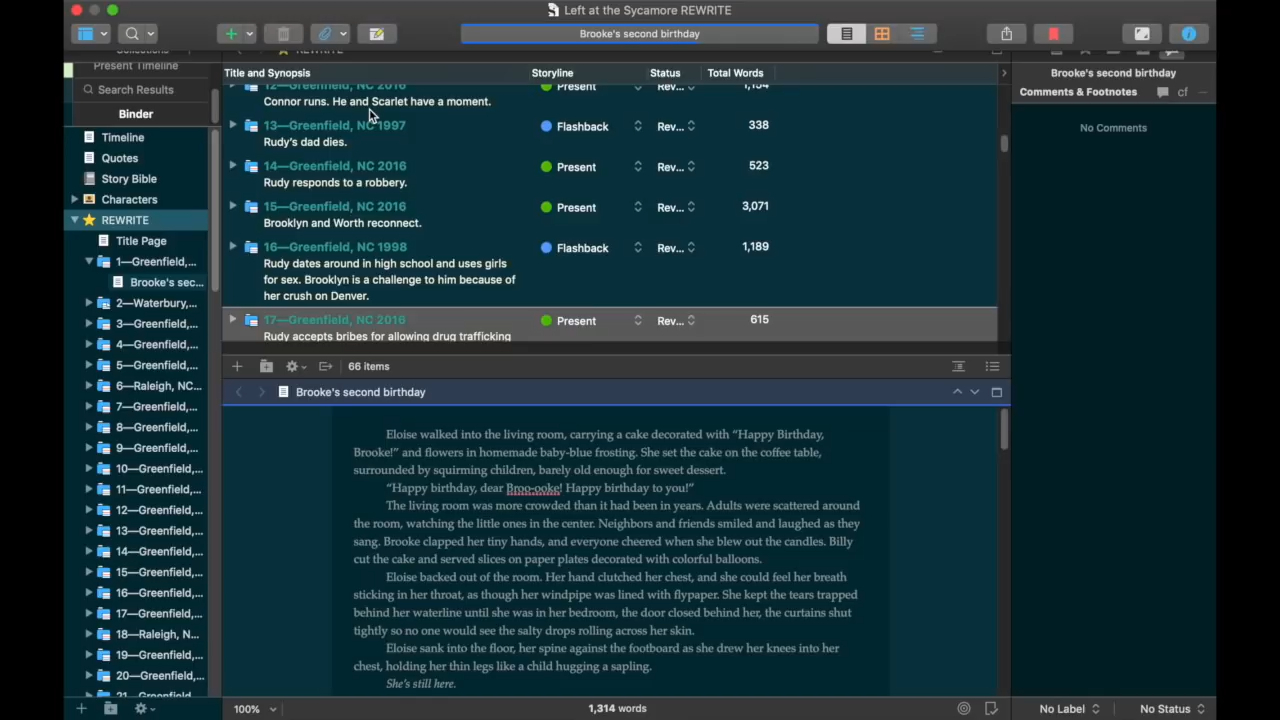 Left at the Sycamore REWRITE
Brooke's second birthday
Collections
REWRITE
Present Timeline
Search Results
Binder
Timeline
Quotes
Story Bible
Characters
REWRITE
Title Page
1—Greenfield,...
Brooke's sec...
2—Waterbury,...
3—Greenfield,...
4—Greenfield,...
5—Greenfield,...
6—Raleigh, NC...
7—Greenfield,...
8—Greenfield,...
9—Greenfield,...
10—Greenfield,...
11—Greenfield,...
12—Greenfield,...
13—Greenfield,...
14—Greenfield,...
15—Greenfield,...
16—Greenfield,...
17—Greenfield,...
18—Raleigh, N...
19—Greenfield,...
20—Greenfield,...
21—Greenfield,...
Title and Synopsis Storyline Status Total Words
12—Greenfield, NC 2016 Present Rev... 1,154
Connor runs. He and Scarlet have a moment.
13—Greenfield, NC 1997 Flashback Rev... 338
Rudy's dad dies.
14—Greenfield, NC 2016 Present Rev... 523
Rudy responds to a robbery.
15—Greenfield, NC 2016 Present Rev... 3,071
Brooklyn and Worth reconnect.
16—Greenfield, NC 1998 Flashback Rev... 1,189
Rudy dates around in high school and uses girls
for sex. Brooklyn is a challenge to him because of
her crush on Denver.
17—Greenfield, NC 2016 Present Rev... 615
Rudy accepts bribes for allowing drug trafficking
66 items
Brooke's second birthday
Eloise walked into the living room, carrying a cake decorated with “Happy Birthday,
Brooke!” and flowers in homemade baby-blue frosting. She set the cake on the coffee table,
surrounded by squirming children, barely old enough for sweet dessert.
“Happy birthday, dear Broo-ooke! Happy birthday to you!”
The living room was more crowded than it had been in years. Adults were scattered around
the room, watching the little ones in the center. Neighbors and friends smiled and laughed as they
sang. Brooke clapped her tiny hands, and everyone cheered when she blew out the candles. Billy
cut the cake and served slices on paper plates decorated with colorful balloons.
Eloise backed out of the room. Her hand clutched her chest, and she could feel her breath
sticking in her throat, as though her windpipe was lined with flypaper. She kept the tears trapped
behind her waterline until she was in her bedroom, the door closed behind her, the curtains shut
tightly so no one would see the salty drops rolling across her skin.
Eloise sank into the floor, her spine against the footboard as she drew her knees into her
chest, holding her thin legs like a child hugging a sapling.
She's still here.
100%
1,314 words
Brooke's second birthday
Comments & Footnotes cf
No Comments
No Label No Status